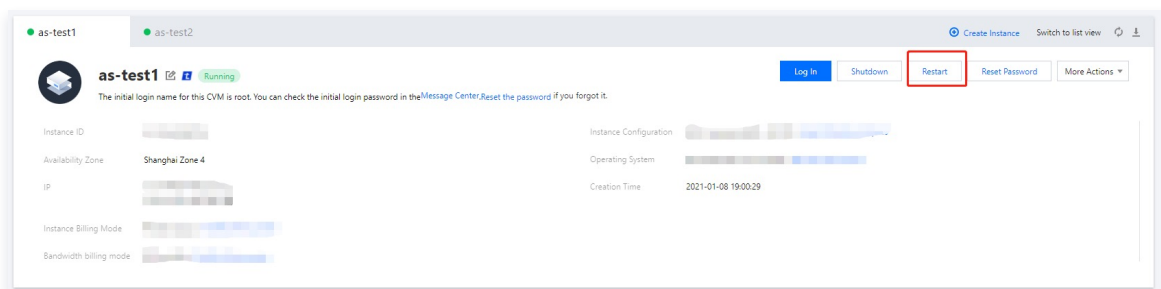 as-test1 as-test2 Create Instance Switch to list view
as-test1 Running Log In Shutdown Restart Reset Password More Actions
The initial login name for this CVM is root. You can check the initial login password in theMessage Center,Reset the password if you forgot it.
Instance ID Instance Configuration
Availability Zone Shanghai Zone 4 Operating System
IP Creation Time 2021-01-08 19:00:29
Instance Billing Mode
Bandwidth billing mode